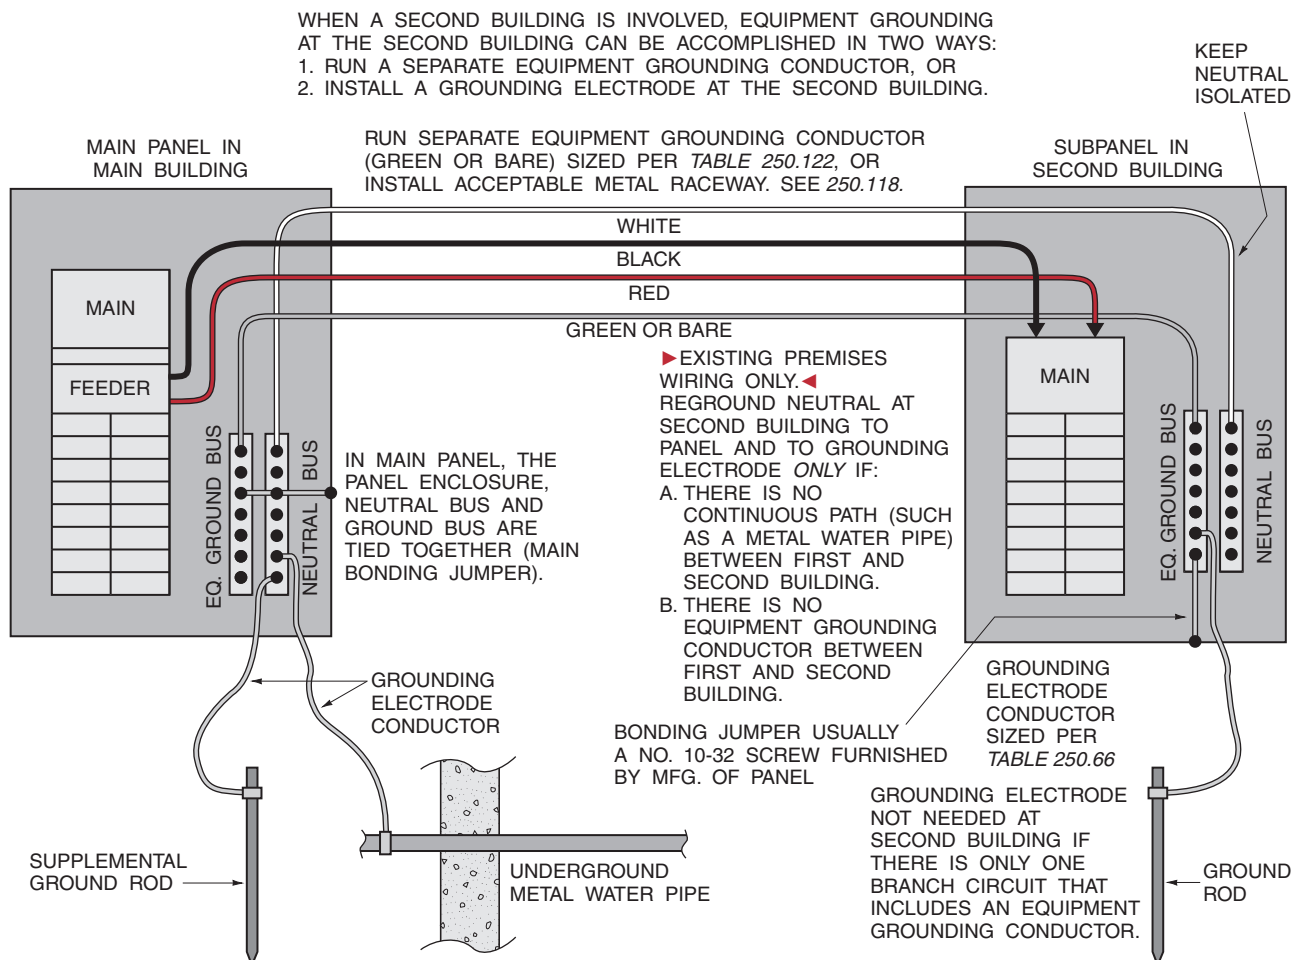 WHEN A SECOND BUILDING IS INVOLVED, EQUIPMENT GROUNDING
AT THE SECOND BUILDING CAN BE ACCOMPLISHED IN TWO WAYS:
1. RUN A SEPARATE EQUIPMENT GROUNDING CONDUCTOR, OR
2. INSTALL A GROUNDING ELECTRODE AT THE SECOND BUILDING.
KEEP
NEUTRAL
ISOLATED
MAIN PANEL IN
MAIN BUILDING
RUN SEPARATE EQUIPMENT GROUNDING CONDUCTOR
(GREEN OR BARE) SIZED PER TABLE 250.122, OR
INSTALL ACCEPTABLE METAL RACEWAY. SEE 250.118.
SUBPANEL IN
SECOND BUILDING
WHITE
BLACK
RED
GREEN OR BARE
MAIN
FEEDER
EQ. GROUND BUS
NEUTRAL BUS
IN MAIN PANEL, THE
PANEL ENCLOSURE,
NEUTRAL BUS AND
GROUND BUS ARE
TIED TOGETHER (MAIN
BONDING JUMPER).
▶EXISTING PREMISES
WIRING ONLY.◀
REGROUND NEUTRAL AT
SECOND BUILDING TO
PANEL AND TO GROUNDING
ELECTRODE ONLY IF:
A. THERE IS NO
CONTINUOUS PATH (SUCH
AS A METAL WATER PIPE)
BETWEEN FIRST AND
SECOND BUILDING.
B. THERE IS NO
EQUIPMENT GROUNDING
CONDUCTOR BETWEEN
FIRST AND SECOND
BUILDING.
MAIN
EQ. GROUND BUS
NEUTRAL BUS
GROUNDING
ELECTRODE
CONDUCTOR
BONDING JUMPER USUALLY
A NO. 10-32 SCREW FURNISHED
BY MFG. OF PANEL
GROUNDING
ELECTRODE
CONDUCTOR
SIZED PER
TABLE 250.66
GROUNDING ELECTRODE
NOT NEEDED AT
SECOND BUILDING IF
THERE IS ONLY ONE
BRANCH CIRCUIT THAT
INCLUDES AN EQUIPMENT
GROUNDING CONDUCTOR.
SUPPLEMENTAL
GROUND ROD
UNDERGROUND
METAL WATER PIPE
GROUND
ROD